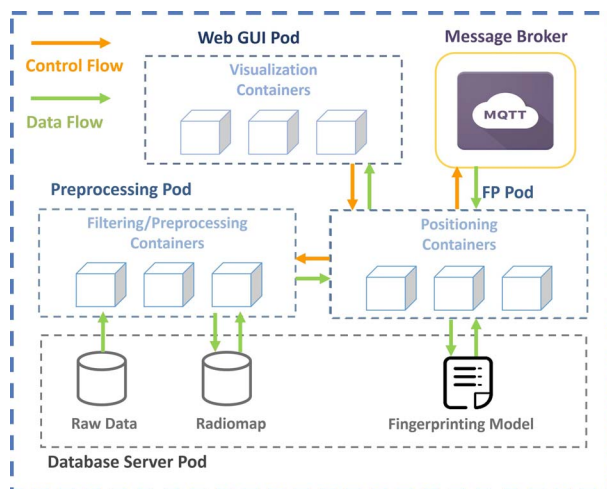 Web GUI Pod
Message Broker
Control Flow
Data Flow
Visualization
Containers
MQTT
Preprocessing Pod
FP Pod
Filtering/Preprocessing
Containers
Positioning
Containers
Raw Data
Radiomap
Fingerprinting Model
Database Server Pod